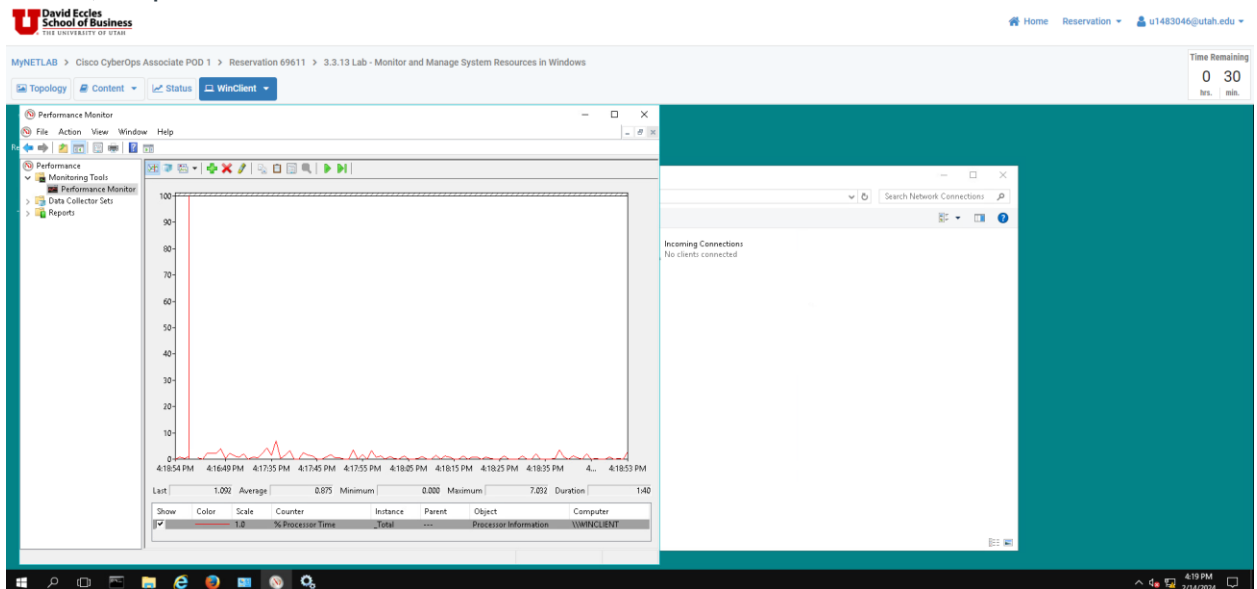 David Eccles
School of Business
THE UNIVERSITY OF UTAH
Home Reservation u1483046@utah.edu
MyNETLAB > Cisco CyberOps Associate POD 1 > Reservation 69611 > 3.3.13 Lab - Monitor and Manage System Resources in Windows
Time Remaining
0 30
hrs. min.
Topology Content Status WinClient
Performance Monitor
File Action View Window Help
Performance
Monitoring Tools
Performance Monitor
Data Collector Sets
Reports
100
90
80
70
60
50
40
30
20
10
0
4:18:54 PM 4:16:49 PM 4:17:35 PM 4:17:45 PM 4:17:55 PM 4:18:05 PM 4:18:15 PM 4:18:25 PM 4:18:35 PM 4... 4:18:53 PM
Last 1.092 Average 0.875 Minimum 0.000 Maximum 7.032 Duration 1:40
Show Color Scale Counter Instance Parent Object Computer
1.0 % Processor Time _Total --- Processor Information \\WINCLIENT
Search Network Connections
Incoming Connections
No clients connected
4:19 PM
2/14/2024